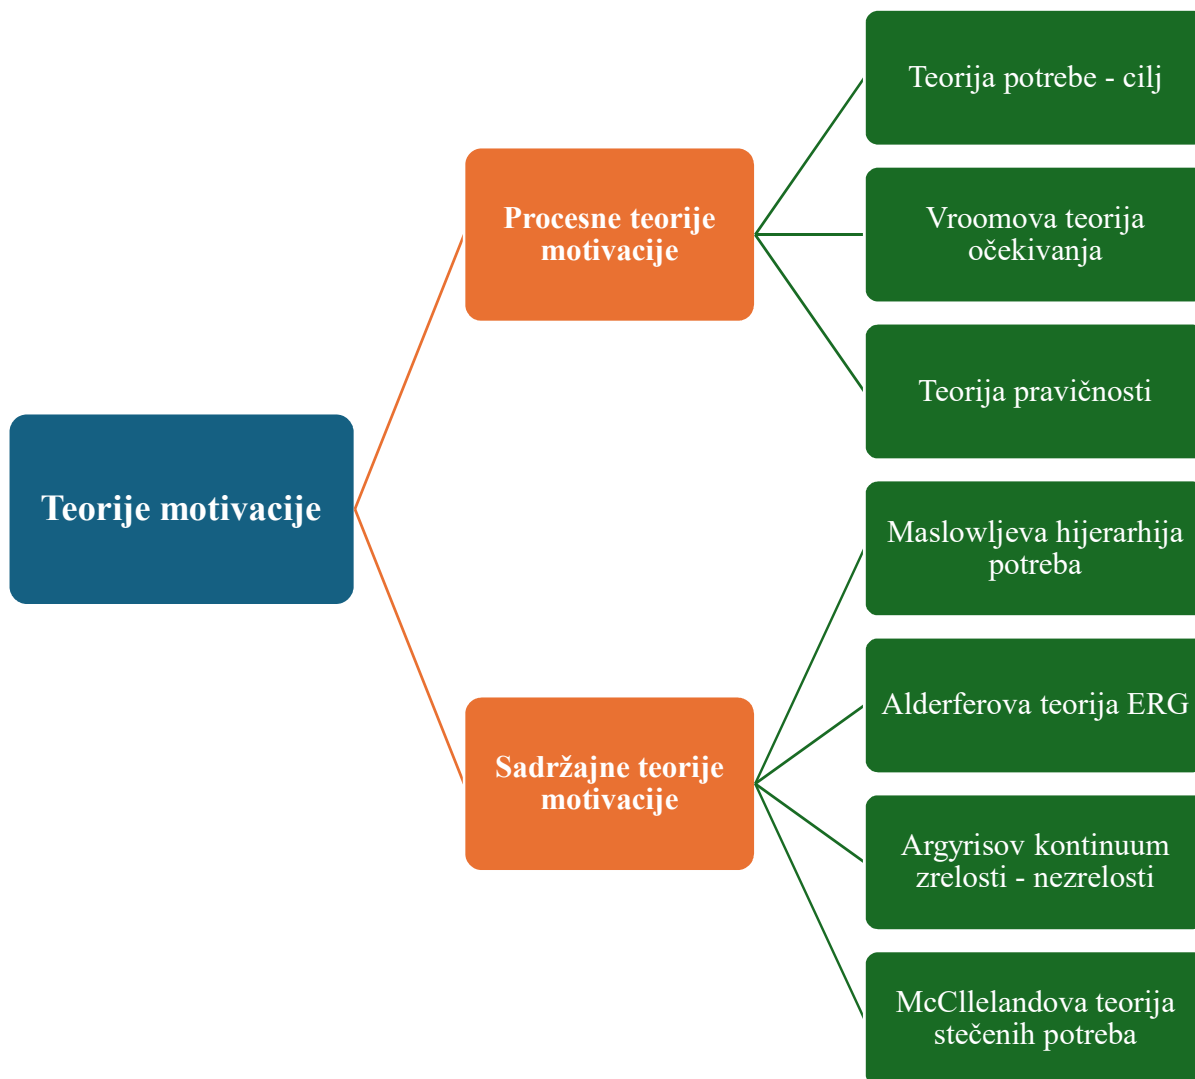 Teorije motivacije
Procesne teorije
motivacije
Teorija potrebe - cilj
Vroomova teorija
očekivanja
Teorija pravičnosti
Sadržajne teorije
motivacije
Maslowljeva hijerarhija
potreba
Alderferova teorija ERG
Argyrisov kontinuum
zrelosti - nezrelosti
McCllelandova teorija
stečenih potreba